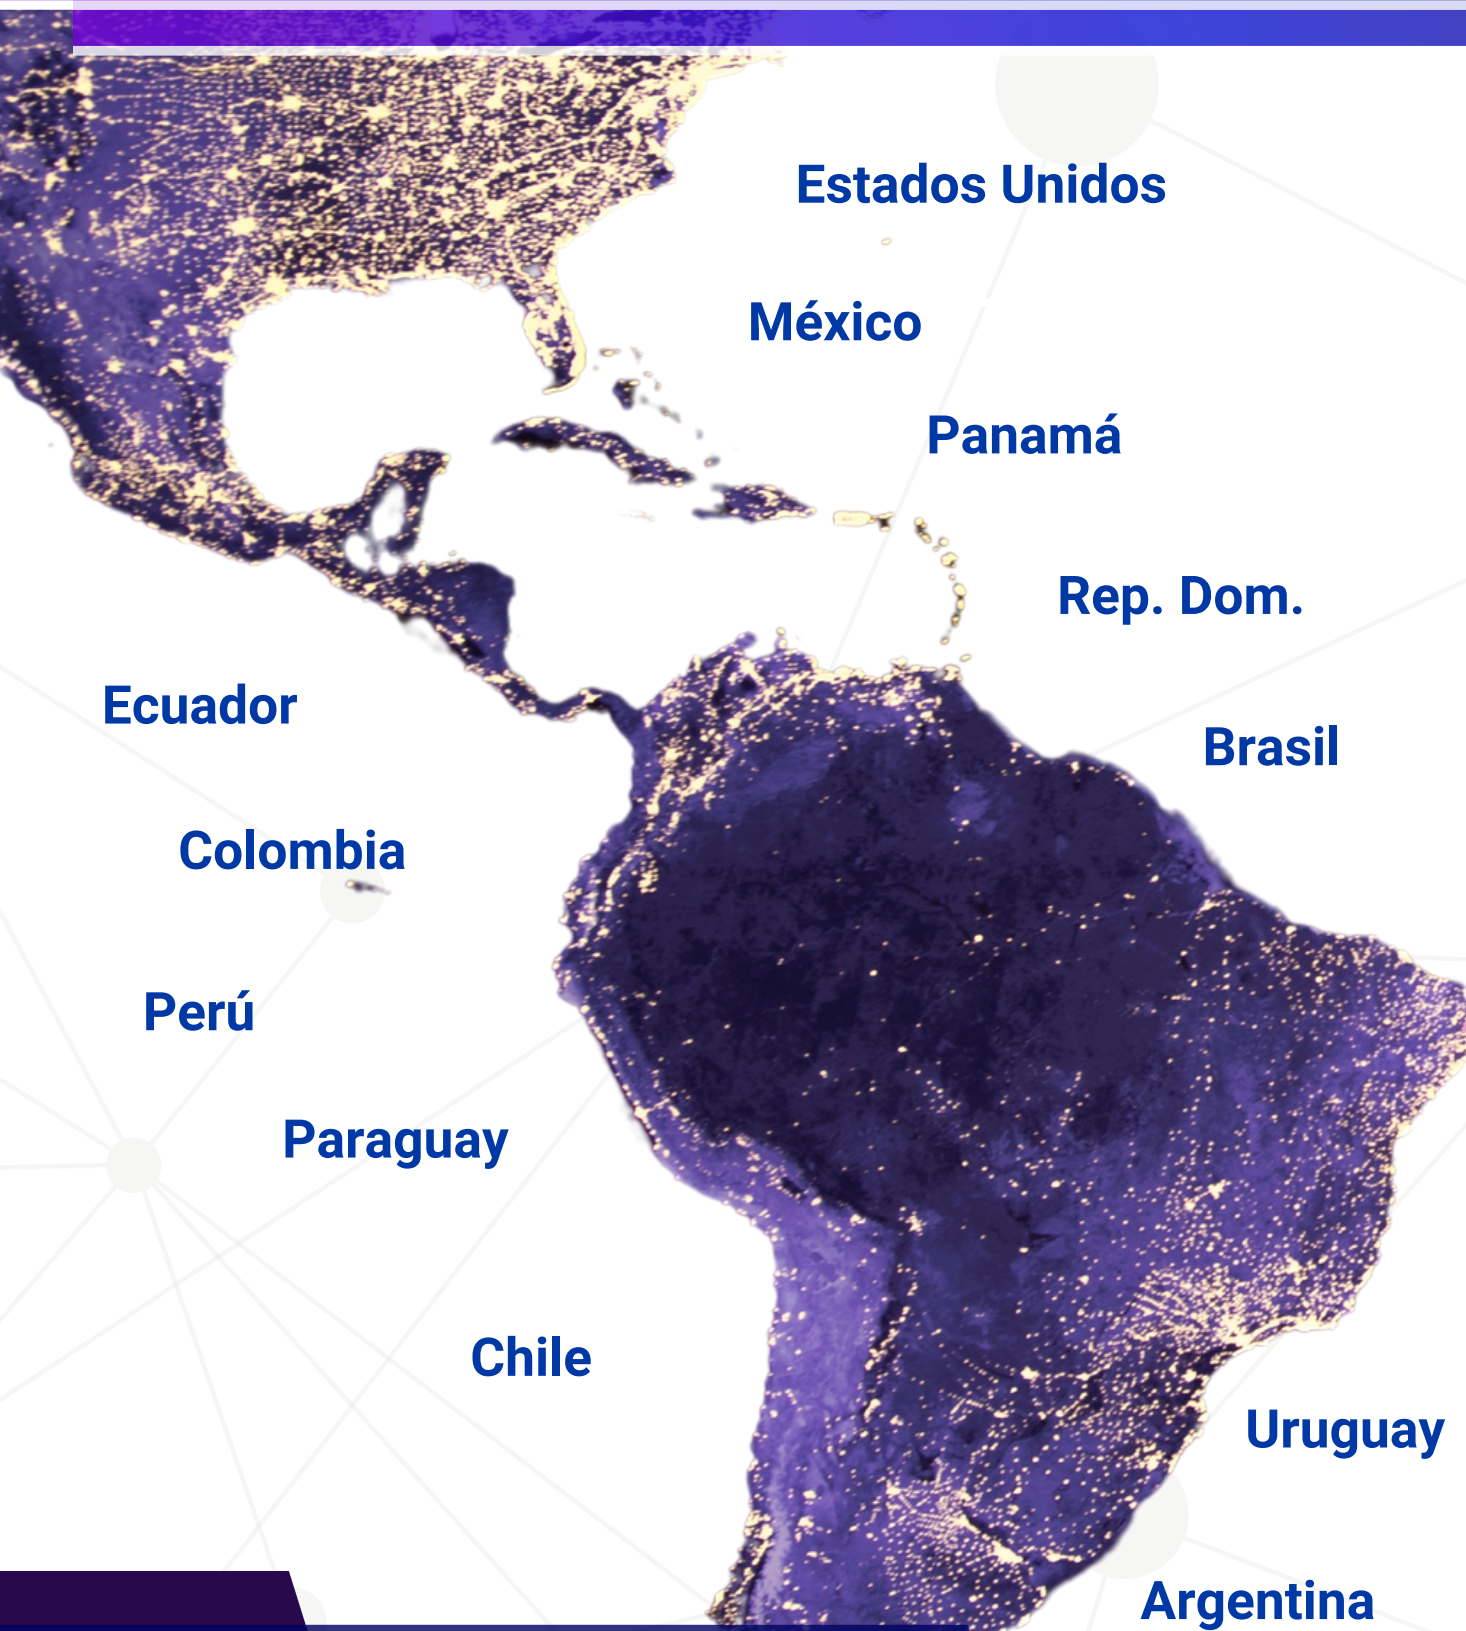 Estados Unidos
México
Panamá
Rep. Dom.
Ecuador
Brasil
Colombia
Perú
Paraguay
Chile
Uruguay
Argentina